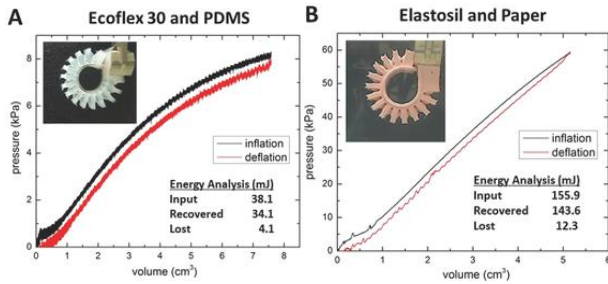 A
Ecoflex 30 and PDMS
pressure (kPa)
8
6
4
2
0
inflation
deflation
Energy Analysis (mJ)
Input 38.1
Recovered 34.1
Lost 4.1
0 1 2 3 4 5 6 7 8
volume (cm³)
B
Elastosil and Paper
pressure (kPa)
60
50
40
30
20
10
0
inflation
deflation
Energy Analysis (mJ)
Input 155.9
Recovered 143.6
Lost 12.3
0 1 2 3 4 5 6
volume (cm³)